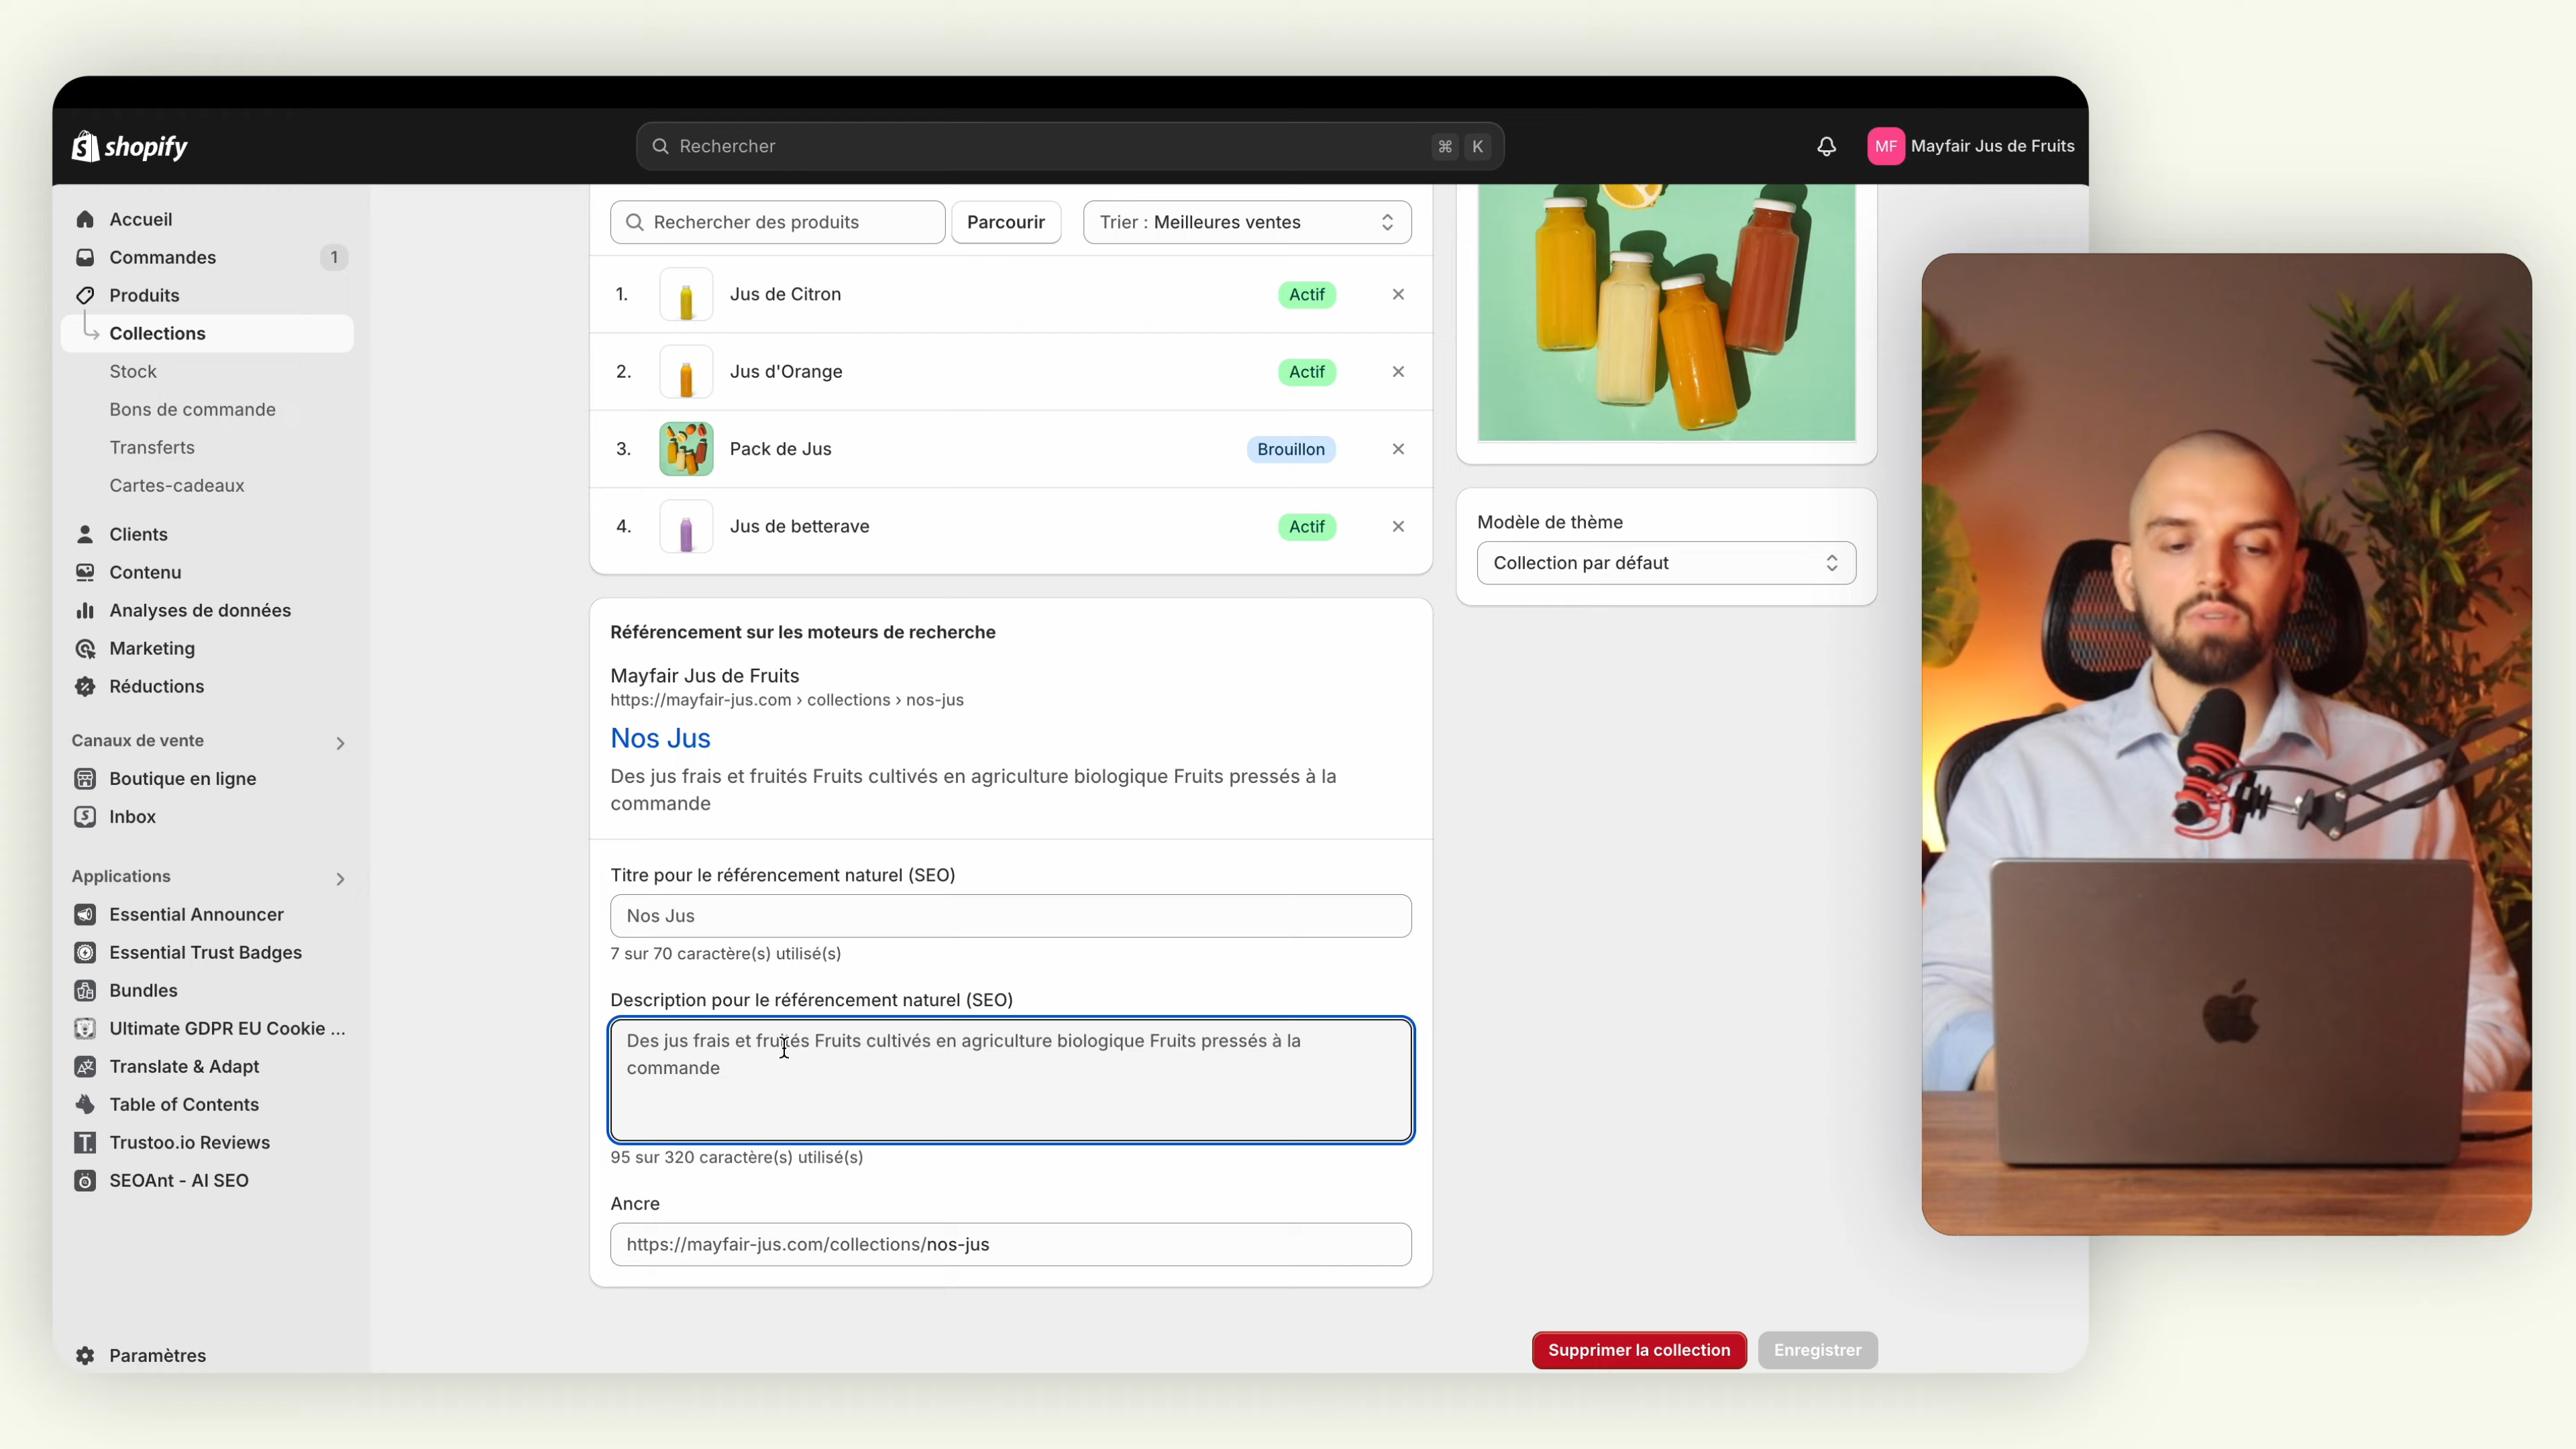 shopify
Rechercher
⌘ K
MF Mayfair Jus de Fruits
Accueil
Commandes 1
Produits
Collections
Stock
Bons de commande
Transferts
Cartes-cadeaux
Clients
Contenu
Analyses de données
Marketing
Réductions
Canaux de vente
Boutique en ligne
Inbox
Applications
Essential Announcer
Essential Trust Badges
Bundles
Ultimate GDPR EU Cookie ...
Translate & Adapt
Table of Contents
Trustoo.io Reviews
SEOAnt - AI SEO
Paramètres
Rechercher des produits
Parcourir
Trier : Meilleures ventes
1. Jus de Citron Actif
2. Jus d'Orange Actif
3. Pack de Jus Brouillon
4. Jus de betterave Actif
Référencement sur les moteurs de recherche
Mayfair Jus de Fruits
https://mayfair-jus.com › collections › nos-jus
Nos Jus
Des jus frais et fruités Fruits cultivés en agriculture biologique Fruits pressés à la
commande
Titre pour le référencement naturel (SEO)
Nos Jus
7 sur 70 caractère(s) utilisé(s)
Description pour le référencement naturel (SEO)
Des jus frais et fruités Fruits cultivés en agriculture biologique Fruits pressés à la
commande
95 sur 320 caractère(s) utilisé(s)
Ancre
https://mayfair-jus.com/collections/nos-jus
Modèle de thème
Collection par défaut
Supprimer la collection
Enregistrer